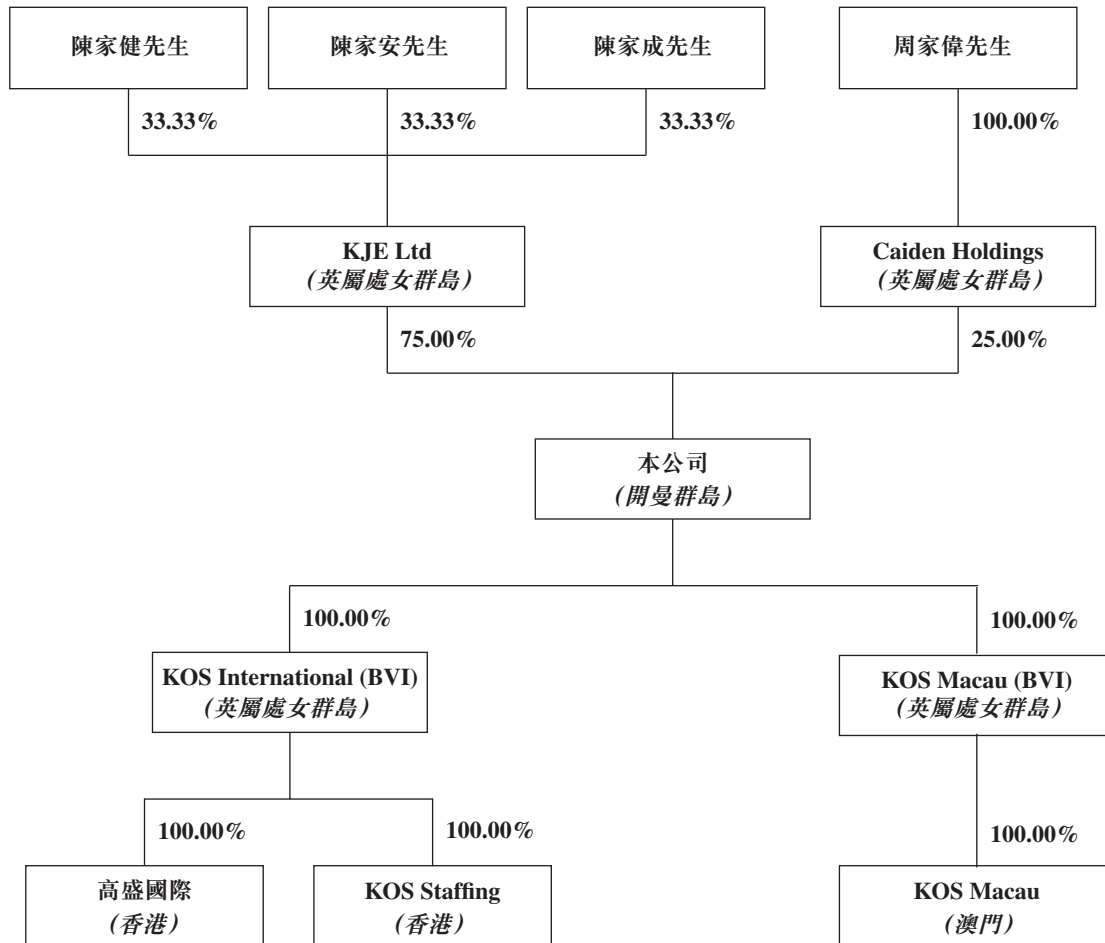 陳家健先生
陳家安先生
陳家成先生
周家偉先生
33.33%
33.33%
33.33%
100.00%
KJE Ltd
(英屬處女群島)
Caiden Holdings
(英屬處女群島)
75.00%
25.00%
本公司
(開曼群島)
100.00%
100.00%
KOS International (BVI)
(英屬處女群島)
KOS Macau (BVI)
(英屬處女群島)
100.00%
100.00%
100.00%
高盛國際
(香港)
KOS Staffing
(香港)
KOS Macau
(澳門)